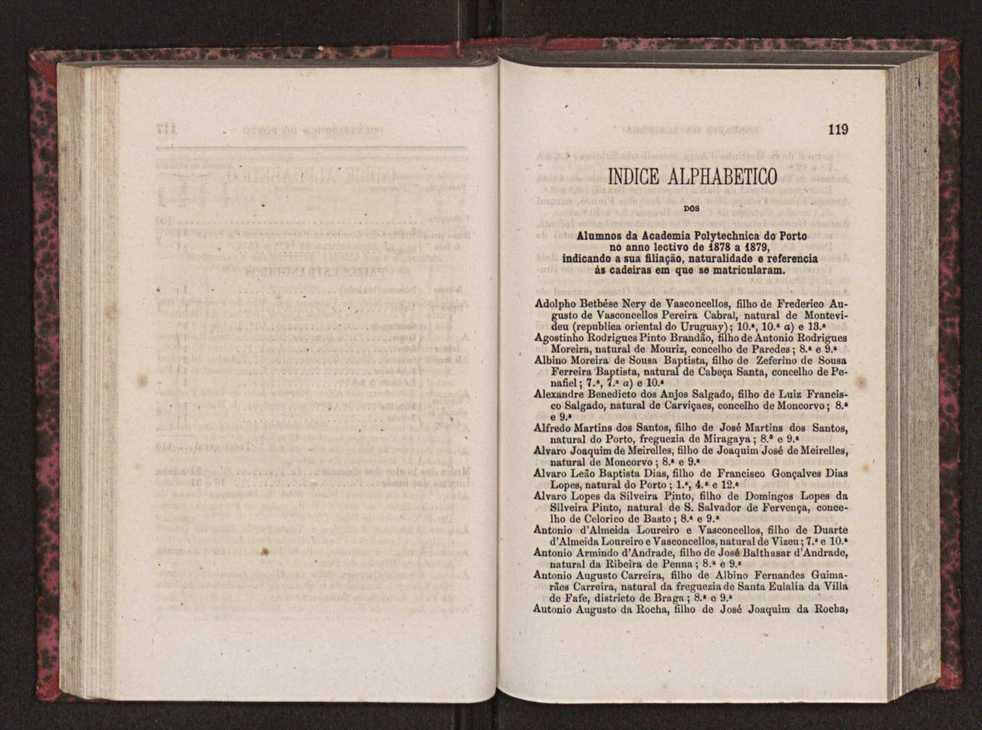 119
INDICE ALPHABETICO
DOS
Alumnos da Academia Polytechnica do Porto
no anno lectivo de 1878 a 1879,
indicando a sua filiação, naturalidade e referencia
ás cadeiras em que se matricularam.
Adolpho Betbése Nery de Vasconcellos, filho de Frederico Au-
gusto de Vasconcellos Pereira Cabral, natural de Montevi-
deu (republica oriental do Uruguay); 10.ª, 10.ª a) e 13.ª
Agostinho Rodrigues Pinto Brandão, filho de Antonio Rodrigues
Moreira, natural de Mouriz, concelho de Paredes; 8.ª e 9.ª
Albino Moreira de Sousa Baptista, filho de Zeferino de Sousa
Ferreira Baptista, natural de Cabeça Santa, concelho de Pe-
nafiel; 7.ª, 7.ª a) e 10.ª
Alexandre Benedicto dos Anjos Salgado, filho de Luiz Francis-
co Salgado, natural de Carviçaes, concelho de Moncorvo; 8.ª
e 9.ª
Alfredo Martins dos Santos, filho de José Martins dos Santos,
natural do Porto, freguezia de Miragaya; 8.ª e 9.ª
Alvaro Joaquim de Meirelles, filho de Joaquim José de Meirelles,
natural de Moncorvo; 8.ª e 9.ª
Alvaro Leão Baptista Dias, filho de Francisco Gonçalves Dias
Lopes, natural do Porto; 1.ª, 4.ª e 12.ª
Alvaro Lopes da Silveira Pinto, filho de Domingos Lopes da
Silveira Pinto, natural de S. Salvador de Fervença, conce-
lho de Celorico de Basto; 8.ª e 9.ª
Antonio d'Almeida Loureiro e Vasconcellos, filho de Duarte
d'Almeida Loureiro e Vasconcellos, natural de Vizeu; 7.ª e 10.ª
Antonio Armindo d'Andrade, filho de José Balthasar d'Andrade,
natural da Ribeira de Penna; 8.ª e 9.ª
Antonio Augusto Carreira, filho de Albino Fernandes Guima-
rães Carreira, natural da freguezia de Santa Eulalia da Villa
de Fafe, districto de Braga; 8.ª e 9.ª
Autonio Augusto da Rocha, filho de José Joaquim da Rocha,